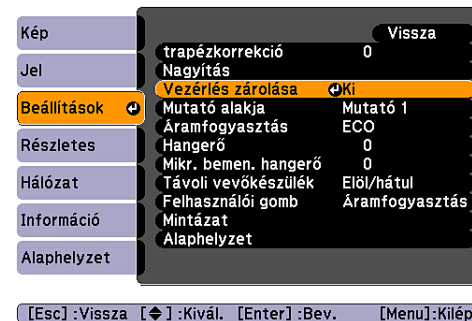 Kép
Jel
Beállítások
Részletes
Hálózat
Információ
Alaphelyzet
Vissza
trapézkorrekció 0
Nagyítás
Vezérlés zárolása Ki
Mutató alakja Mutató 1
Áramfogyasztás ECO
Hangerő 0
Mikr. bemen. hangerő 0
Távoli vevőkészülék Elöl/hátul
Felhasználói gomb Áramfogyasztás
Mintázat
Alaphelyzet
[Esc] :Vissza [◆] :Kivál. [Enter] :Bev. [Menu]:Kilép